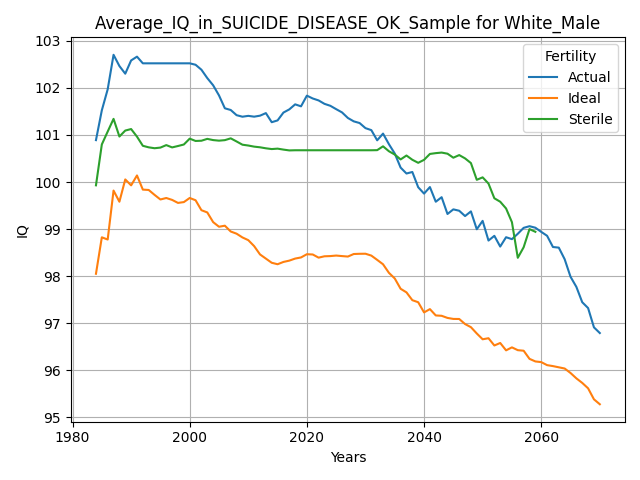 Average_IQ_in_SUICIDE_DISEASE_OK_Sample for White_Male
103
102
101
100
99
98
97
96
95
IQ
Fertility
Actual
Ideal
Sterile
1980
2000
2020
2040
2060
Years